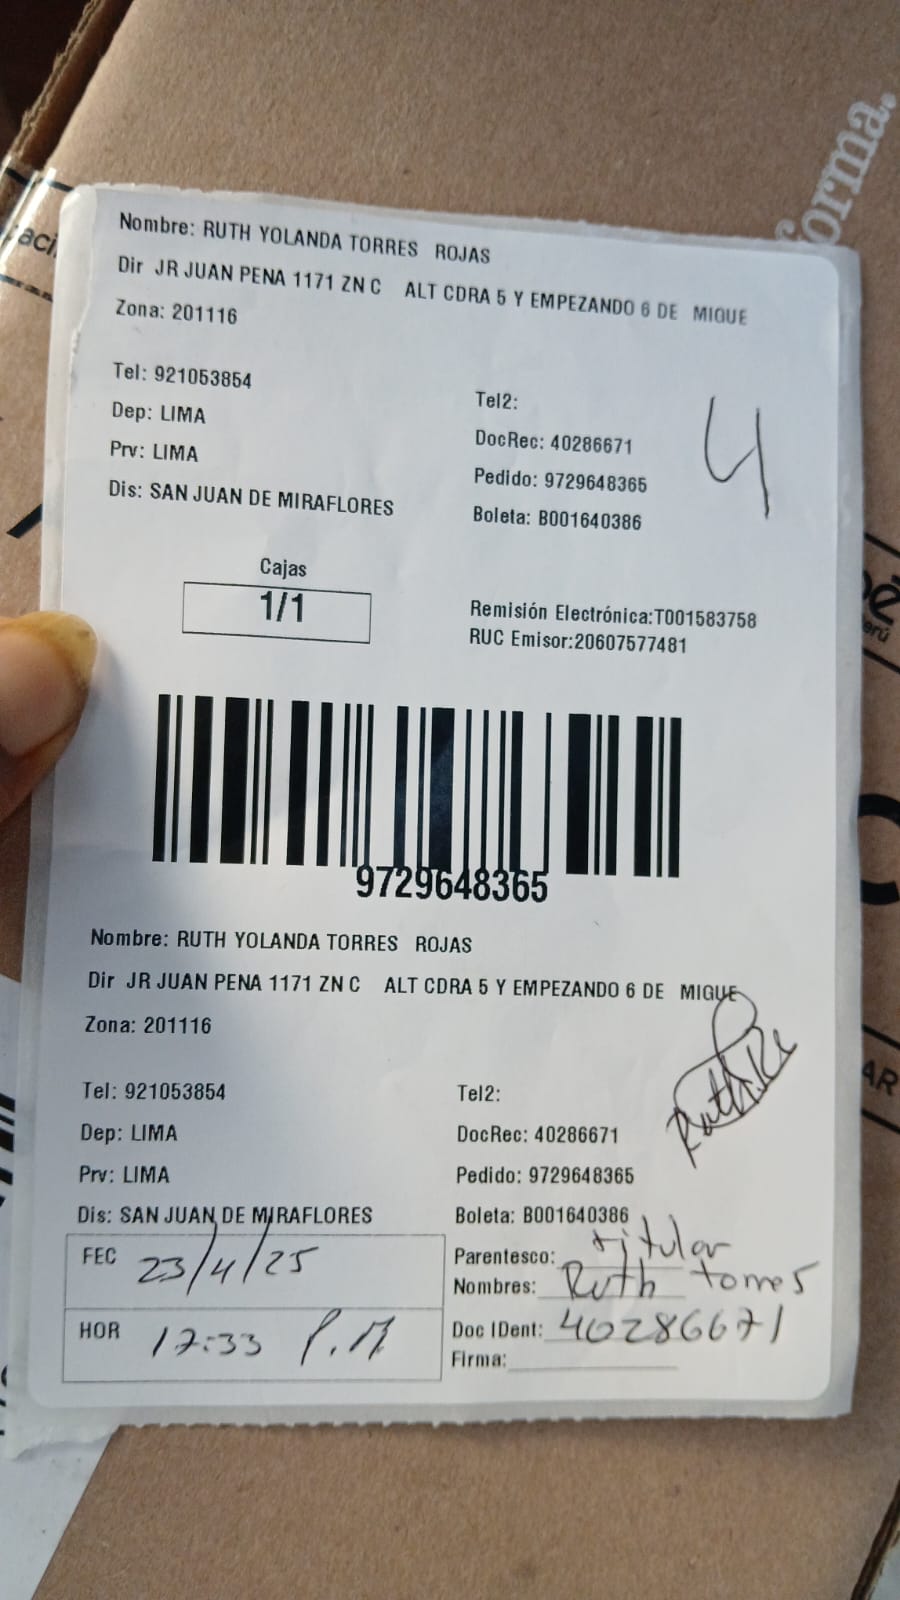 forma.
Nombre: RUTH YOLANDA TORRES ROJAS
Dir JR JUAN PENA 1171 ZN C ALT CDRA 5 Y EMPEZANDO 6 DE MIGUE
Zona: 201116
Tel: 921053854
Tel2:
Dep: LIMA
DocRec: 40286671
4
Prv: LIMA
Pedido: 9729648365
Dis: SAN JUAN DE MIRAFLORES
Boleta: B001640386
Cajas
1/1
Remisión Electrónica:T001583758
RUC Emisor:20607577481
9729648365
Nombre: RUTH YOLANDA TORRES ROJAS
Dir JR JUAN PENA 1171 ZN C ALT CDRA 5 Y EMPEZANDO 6 DE MIGUE
Zona: 201116
Tel: 921053854
Tel2:
Dep: LIMA
DocRec: 40286671
Prv: LIMA
Pedido: 9729648365
Dis: SAN JUAN DE MIRAFLORES
Boleta: B001640386
FEC 23/4/25
Parentesco: titular
Nombres: Ruth torres
HOR 12:33 P.M
Doc IDent: 40286671
Firma: